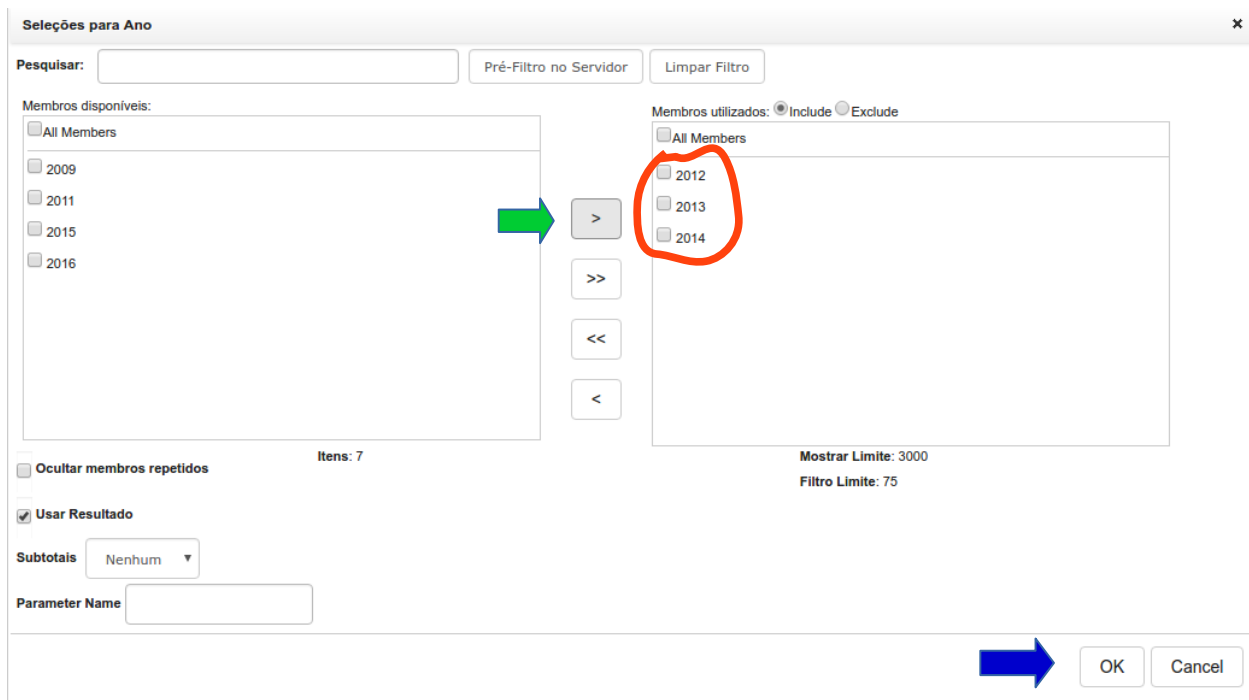 Seleções para Ano ×
Pesquisar: Pré-Filtro no Servidor Limpar Filtro
Membros disponíveis:
All Members
2009
2011
2015
2016
Itens: 7
>
>>
<<
<
Membros utilizados: Include Exclude
All Members
2012
2013
2014
Mostrar Limite: 3000
Filtro Limite: 75
Ocultar membros repetidos
Usar Resultado
Subtotais Nenhum
Parameter Name
OK Cancel